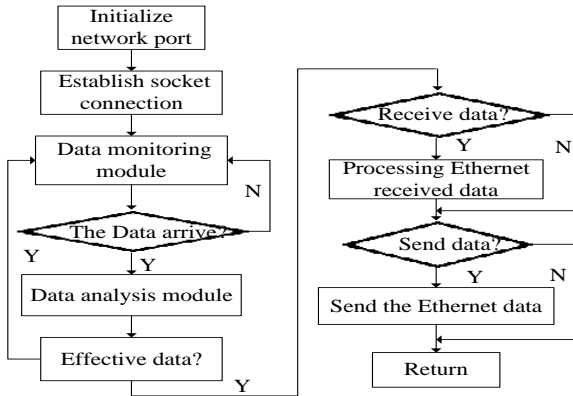 Initialize
network port
Establish socket
connection
Data monitoring
module
N
The Data arrive?
Y
Y
Data analysis module
Effective data?
Y
Receive data?
Y
N
Processing Ethernet
received data
Send data?
Y
N
Send the Ethernet data
Return